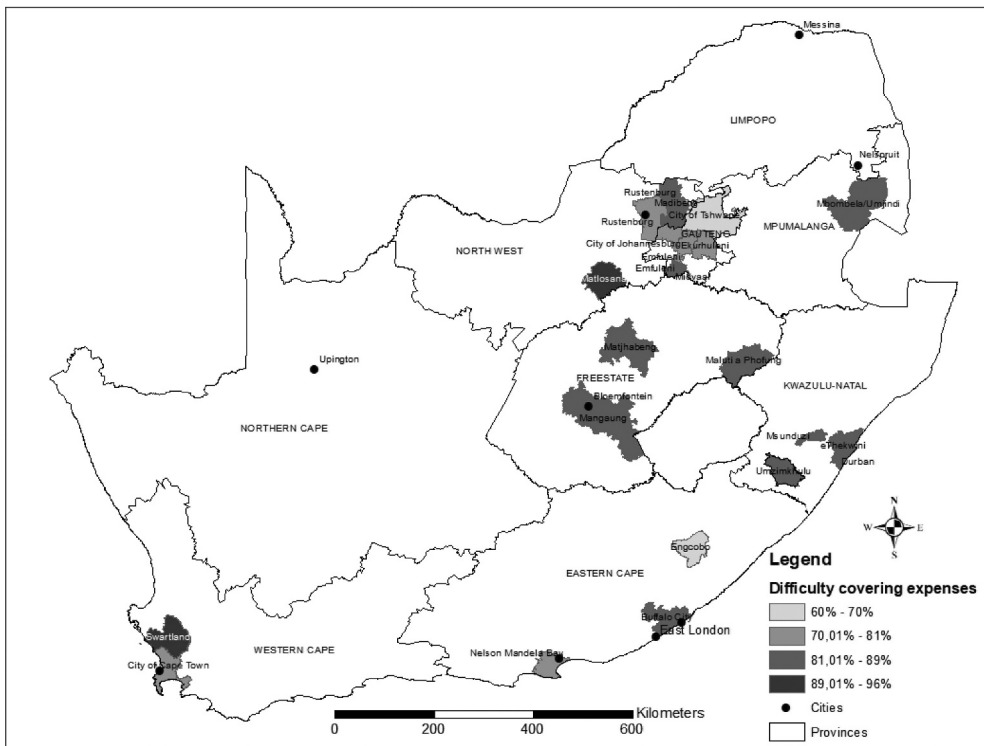 Messina
LIMPOPO
Nelspruit
Mbombela/Umjindi
MPUMALANGA
Rustenburg
Madibeng
City of Tshwane
Rustenburg
GAUTENG
City of Johannesburg
Ekurhuleni
Emfuleni
Emfuleni
Midvaal
NORTH WEST
Matlosana
Upington
Matjhabeng
Maluti a Phofung
FREESTATE
KWAZULU-NATAL
Bloemfontein
Mangaung
NORTHERN CAPE
Msunduzi
eThekwini
Durban
Umzimkhulu
N
W
E
S
Engcobo
EASTERN CAPE
Buffalo City
East London
Swartland
WESTERN CAPE
City of Cape Town
Nelson Mandela Bay
Kilometers
0 200 400 600
Legend
Difficulty covering expenses
60% - 70%
70,01% - 81%
81,01% - 89%
89,01% - 96%
Cities
Provinces